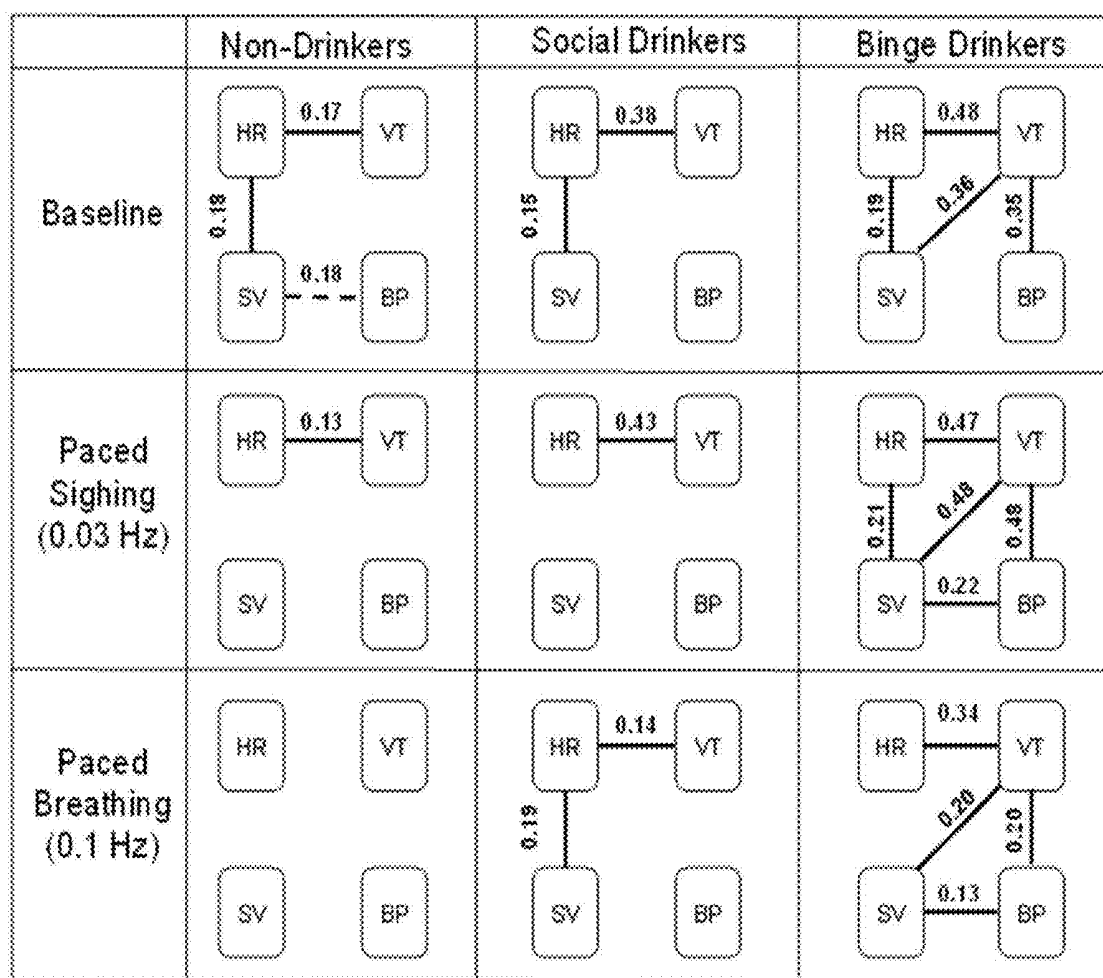 Non-Drinkers Social Drinkers Binge Drinkers
Baseline
HR 0.17 VT
0.18
SV 0.18 BP
HR 0.38 VT
0.15
SV BP
HR 0.48 VT
0.19 0.36 0.35
SV BP
Paced
Sighing
(0.03 Hz)
HR 0.13 VT
SV BP
HR 0.43 VT
SV BP
HR 0.47 VT
0.21 0.48 0.48
SV 0.22 BP
Paced
Breathing
(0.1 Hz)
HR VT
SV BP
HR 0.14 VT
0.19
SV BP
HR 0.34 VT
0.20 0.20
SV 0.13 BP